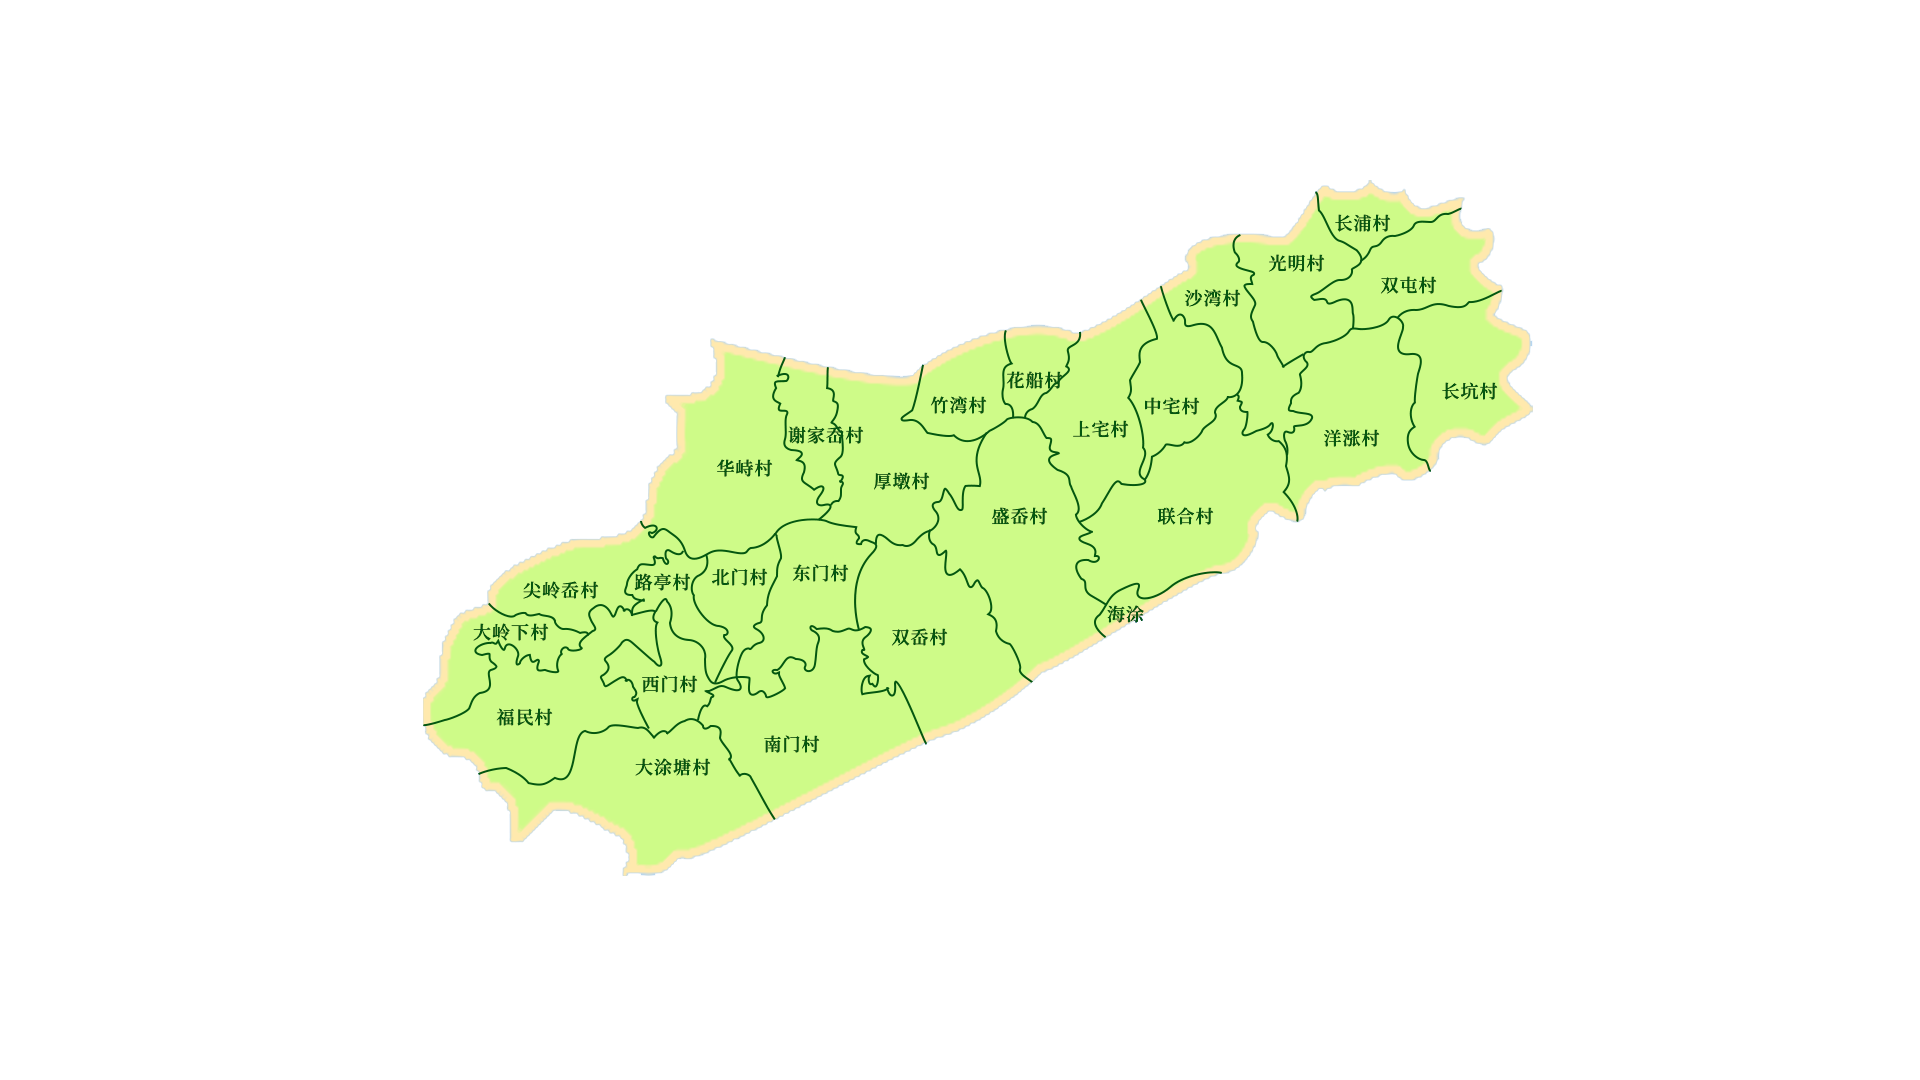 长浦村
光明村
双屯村
沙湾村
花船村
长坑村
竹湾村
中宅村
上宅村
谢家岙村
洋涨村
华峙村
厚墩村
盛岙村
联合村
东门村
北门村
路亭村
尖岭岙村
海涂
大岭下村
双岙村
西门村
福民村
南门村
大涂塘村